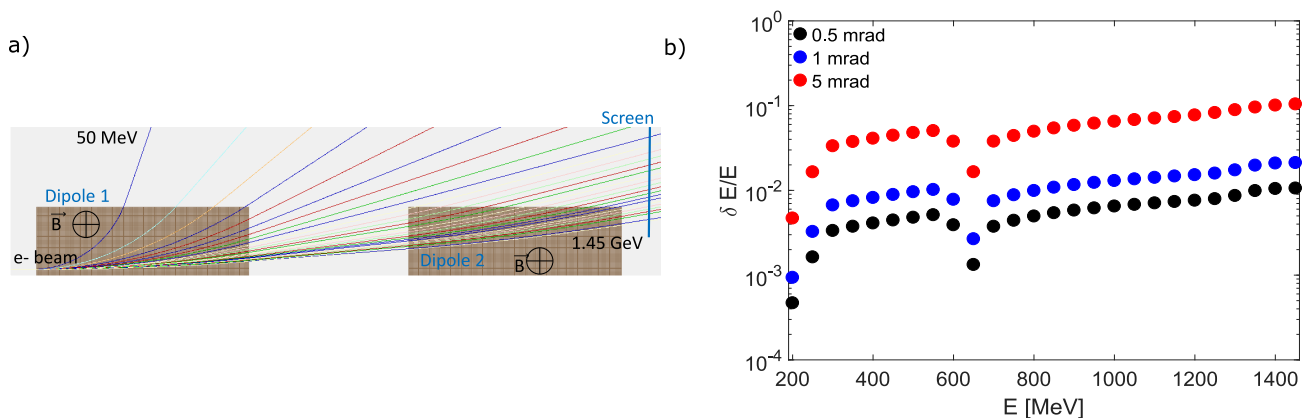 a)
50 MeV
Screen
Dipole 1
B
e- beam
1.45 GeV
Dipole 2
B
b)
0.5 mrad
1 mrad
5 mrad
10^0
10^-1
10^-2
10^-3
10^-4
δ E/E
200 400 600 800 1000 1200 1400
E [MeV]